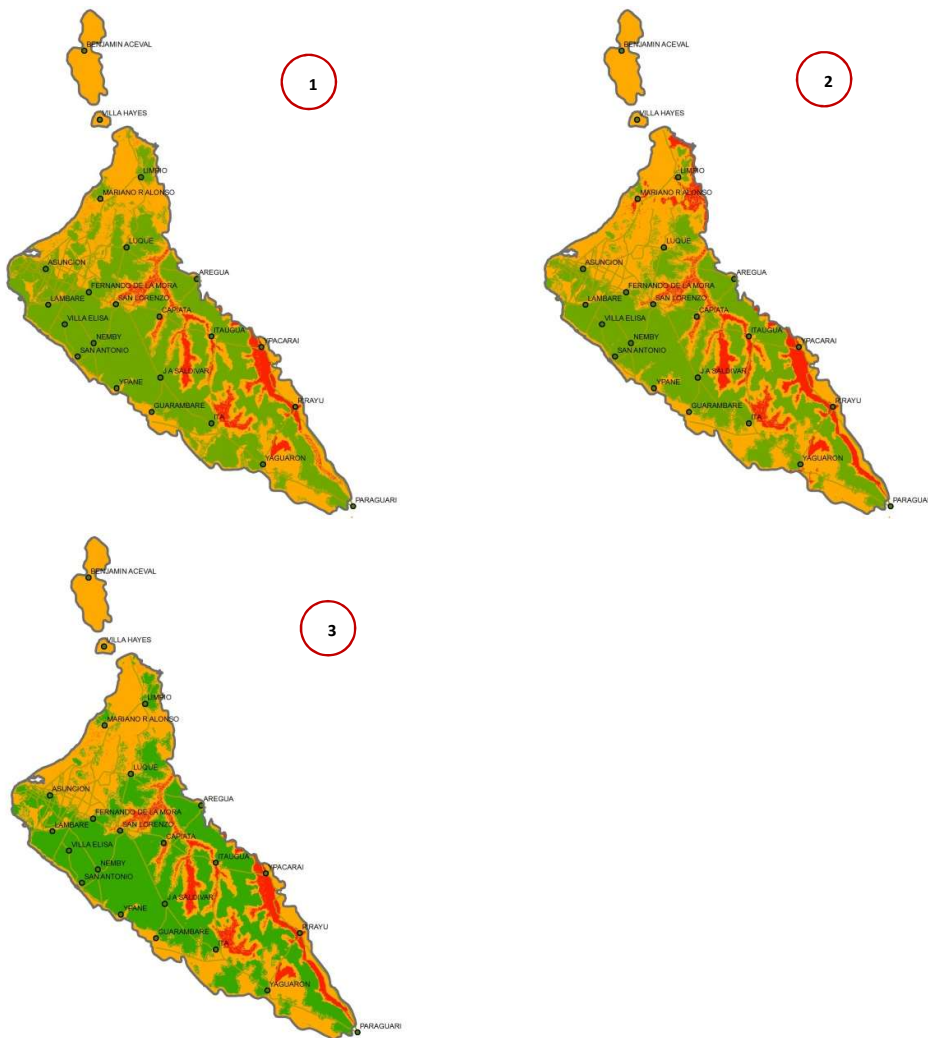 BENJAMIN ACEVAL
1
VILLA HAYES
LIMPIO
MARIANO R ALONSO
LUQUE
ASUNCION
AREGUA
FERNANDO DE LA MORA
LAMBARE
SAN LORENZO
CAPIATA
VILLA ELISA
ITAUGUA
NEMBY
YPACARAI
SAN ANTONIO
J A SALDIVAR
YPANE
PIRAYU
GUARAMBARE
ITA
YAGUARON
PARAGUARI
BENJAMIN ACEVAL
2
VILLA HAYES
LIMPIO
MARIANO R ALONSO
LUQUE
ASUNCION
AREGUA
FERNANDO DE LA MORA
LAMBARE
SAN LORENZO
CAPIATA
VILLA ELISA
ITAUGUA
NEMBY
YPACARAI
SAN ANTONIO
J A SALDIVAR
YPANE
PIRAYU
GUARAMBARE
ITA
YAGUARON
PARAGUARI
BENJAMIN ACEVAL
3
VILLA HAYES
LIMPIO
MARIANO R ALONSO
LUQUE
ASUNCION
AREGUA
FERNANDO DE LA MORA
LAMBARE
SAN LORENZO
CAPIATA
VILLA ELISA
ITAUGUA
NEMBY
YPACARAI
SAN ANTONIO
J A SALDIVAR
YPANE
PIRAYU
GUARAMBARE
ITA
YAGUARON
PARAGUARI